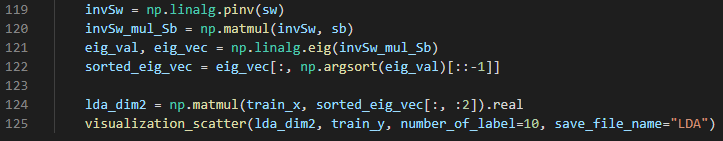 119 invSw = np.linalg.pinv(sw)
120 invSw_mul_Sb = np.matmul(invSw, sb)
121 eig_val, eig_vec = np.linalg.eig(invSw_mul_Sb)
122 sorted_eig_vec = eig_vec[:, np.argsort(eig_val)[::-1]]
123
124 lda_dim2 = np.matmul(train_x, sorted_eig_vec[:, :2]).real
125 visualization_scatter(lda_dim2, train_y, number_of_label=10, save_file_name="LDA")